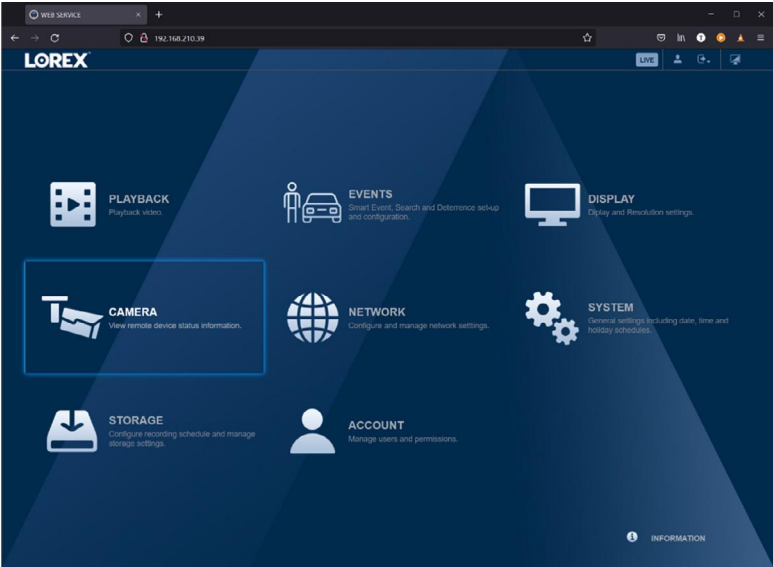 WEB SERVICE
192.168.210.39
LOREX
LIVE
PLAYBACK
Playback video.
EVENTS
Smart Event, Search and Deterrence set-up
and configuration.
DISPLAY
Diplay and Resolution settings.
CAMERA
View remote device status information.
NETWORK
Configure and manage network settings.
SYSTEM
General settings including date, time and
holiday schedules.
STORAGE
Configure recording schedule and manage
storage settings.
ACCOUNT
Manage users and permissions.
INFORMATION